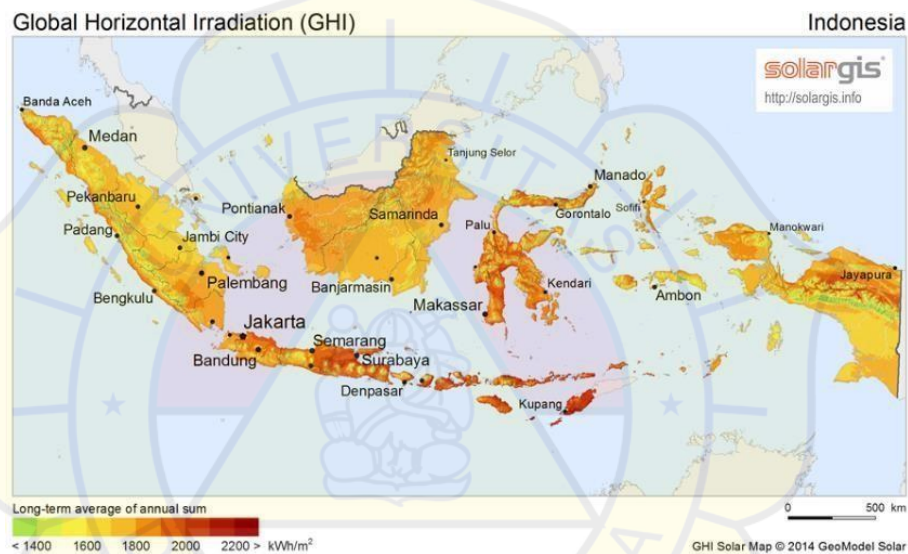 Global Horizontal Irradiation (GHI)
Indonesia
solargis
http://solargis.info
Banda Aceh
Medan
Tanjung Selor
Pekanbaru
Pontianak
Samarinda
Manado
Gorontalo
Sofifi
Padang
Jambi City
Palu
Manokwari
Palembang
Bengkulu
Banjarmasin
Kendari
Ambon
Jayapura
Makassar
Jakarta
Semarang
Bandung
Surabaya
Denpasar
Kupang
UNIVERSITAS
A
Long-term average of annual sum
< 1400 1600 1800 2000 2200 > kWh/m²
0 500 km
GHI Solar Map © 2014 GeoModel Solar